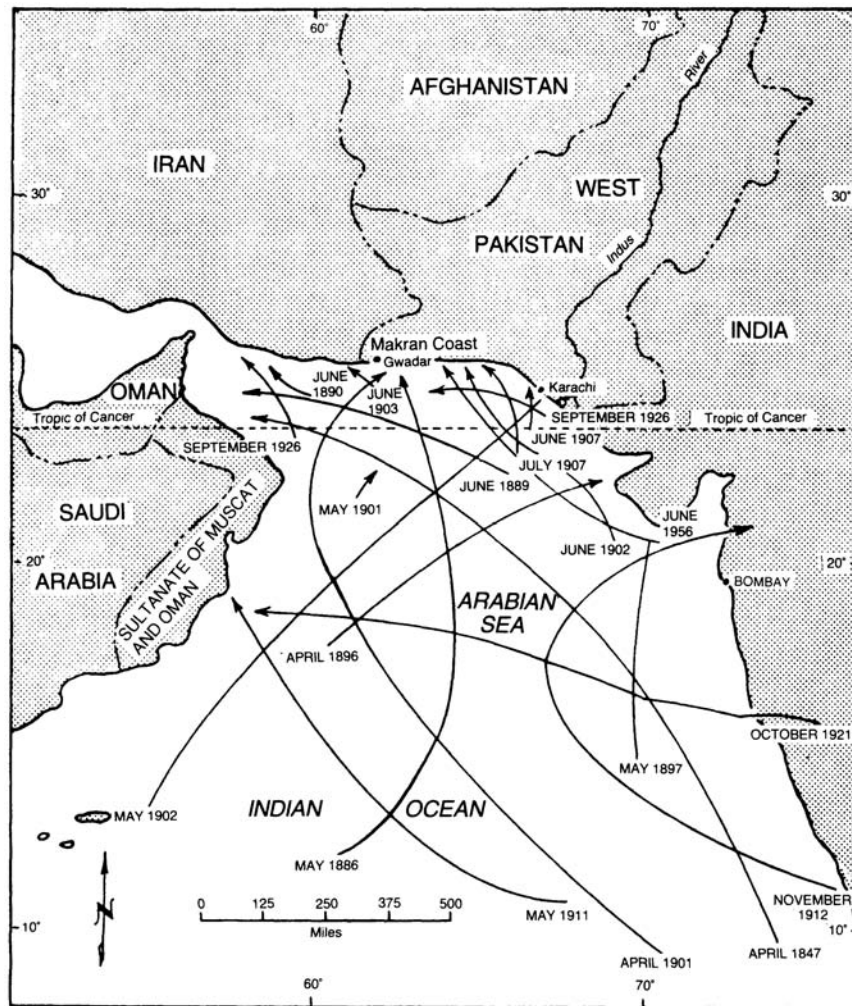 60°
70°
AFGHANISTAN
River
IRAN
WEST
30°
30°
PAKISTAN
Indus
INDIA
Makran Coast
Gwadar
OMAN
JUNE
1890
JUNE
1903
Karachi
SEPTEMBER 1926
Tropic of Cancer
Tropic of Cancer
SEPTEMBER 1926
JUNE 1907
JULY 1907
JUNE 1889
MAY 1901
SAUDI
ARABIA
JUNE
1956
JUNE 1902
20°
20°
SULTANATE OF MUSCAT
AND OMAN
ARABIAN
SEA
BOMBAY
APRIL 1896
OCTOBER 1921
MAY 1897
MAY 1902
INDIAN OCEAN
MAY 1886
N
0 125 250 375 500
Miles
MAY 1911
NOVEMBER
1912
10°
10°
APRIL 1847
APRIL 1901
60°
70°